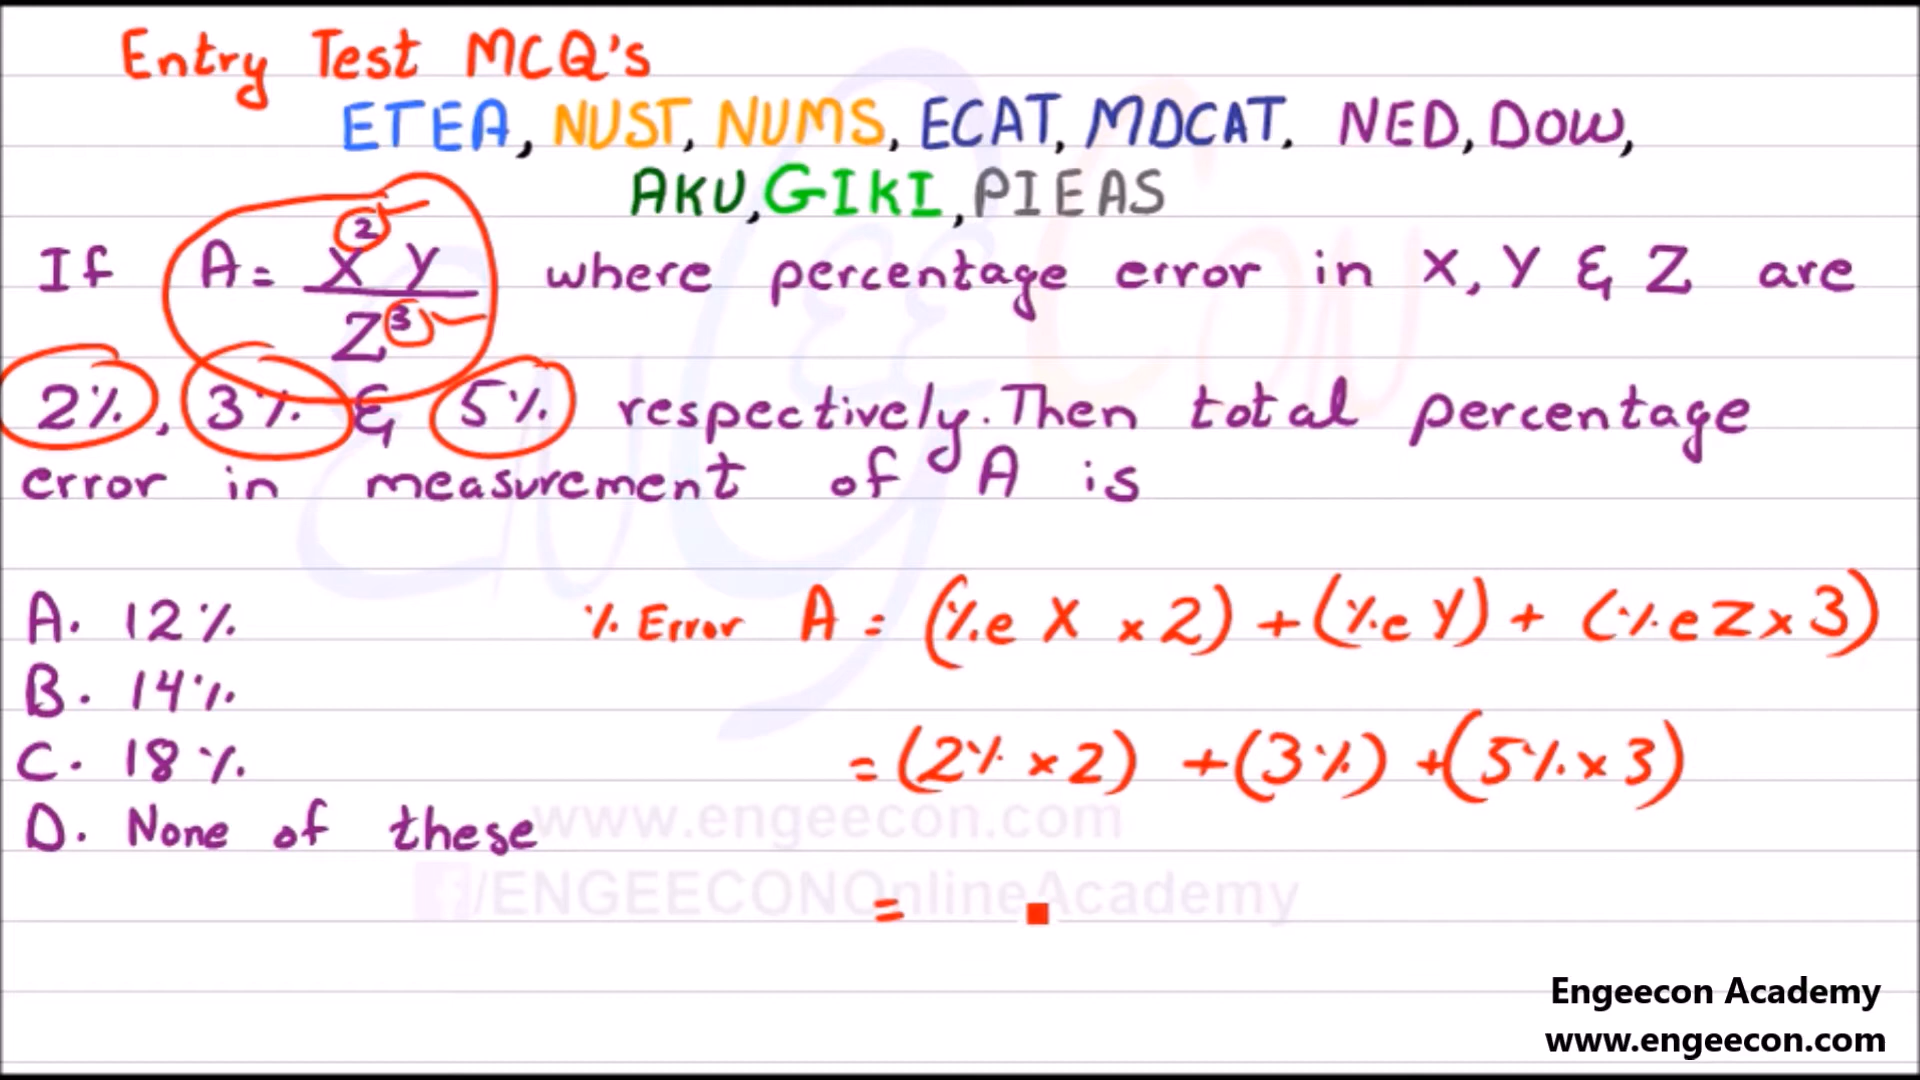 Entry Test MCQ's
ETEA, NUST, NUMS, ECAT, MDCAT, NED, DOW,
AKU, GIKI, PIEAS
If A = X² Y / Z³ where percentage error in X, Y & Z are
2%, 3% & 5% respectively. Then total percentage
error in measurement of A is
A. 12%
% Error A = (%e X × 2) + (%e Y) + (%e Z × 3)
B. 14%
C. 18%
= (2% × 2) + (3%) + (5% × 3)
D. None of these
www.engeecon.com
/ENGEECONOnlineAcademy
=
EnGeeCon
Engeecon Academy
www.engeecon.com